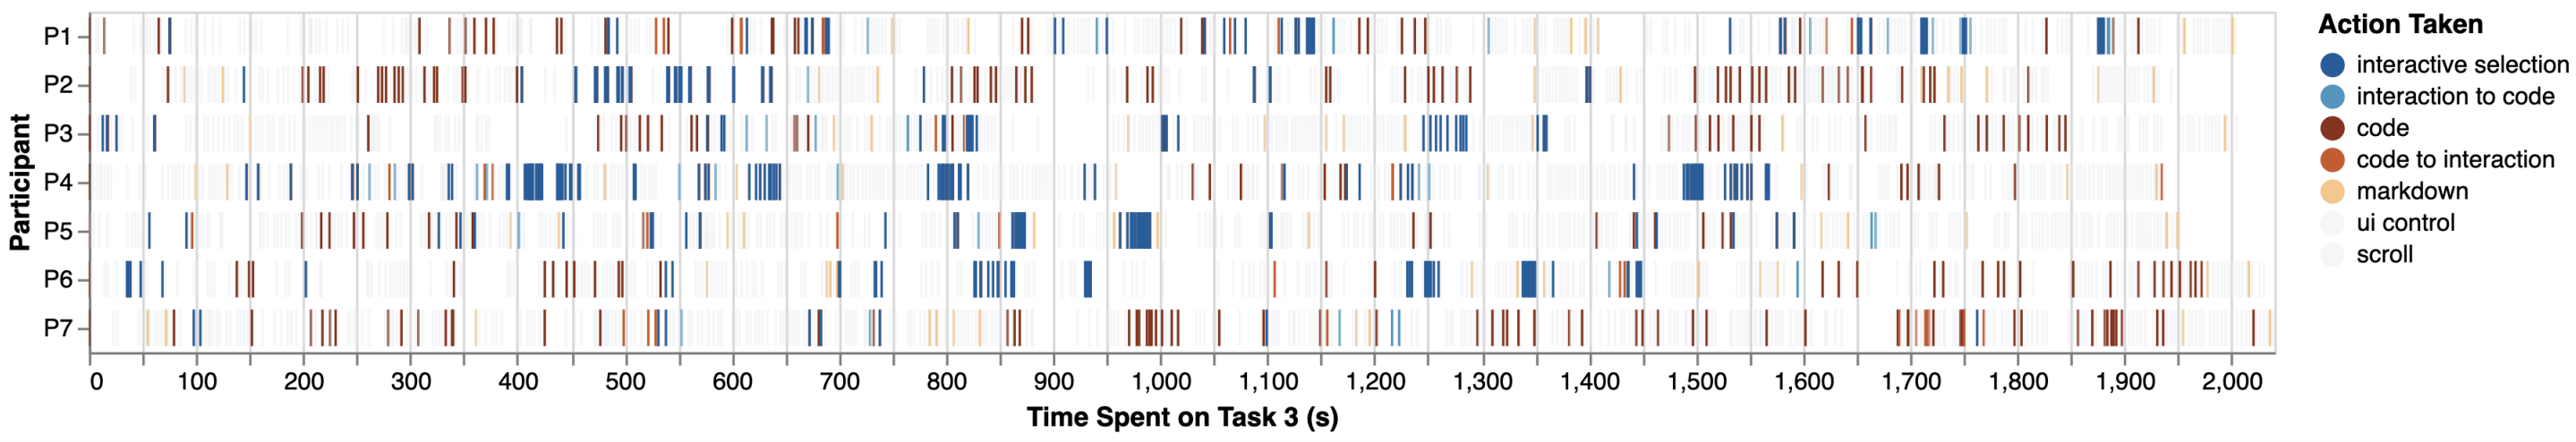 Participant
P1
P2
P3
P4
P5
P6
P7
0 100 200 300 400 500 600 700 800 900 1,000 1,100 1,200 1,300 1,400 1,500 1,600 1,700 1,800 1,900 2,000
Time Spent on Task 3 (s)
Action Taken
interactive selection
interaction to code
code
code to interaction
markdown
ui control
scroll